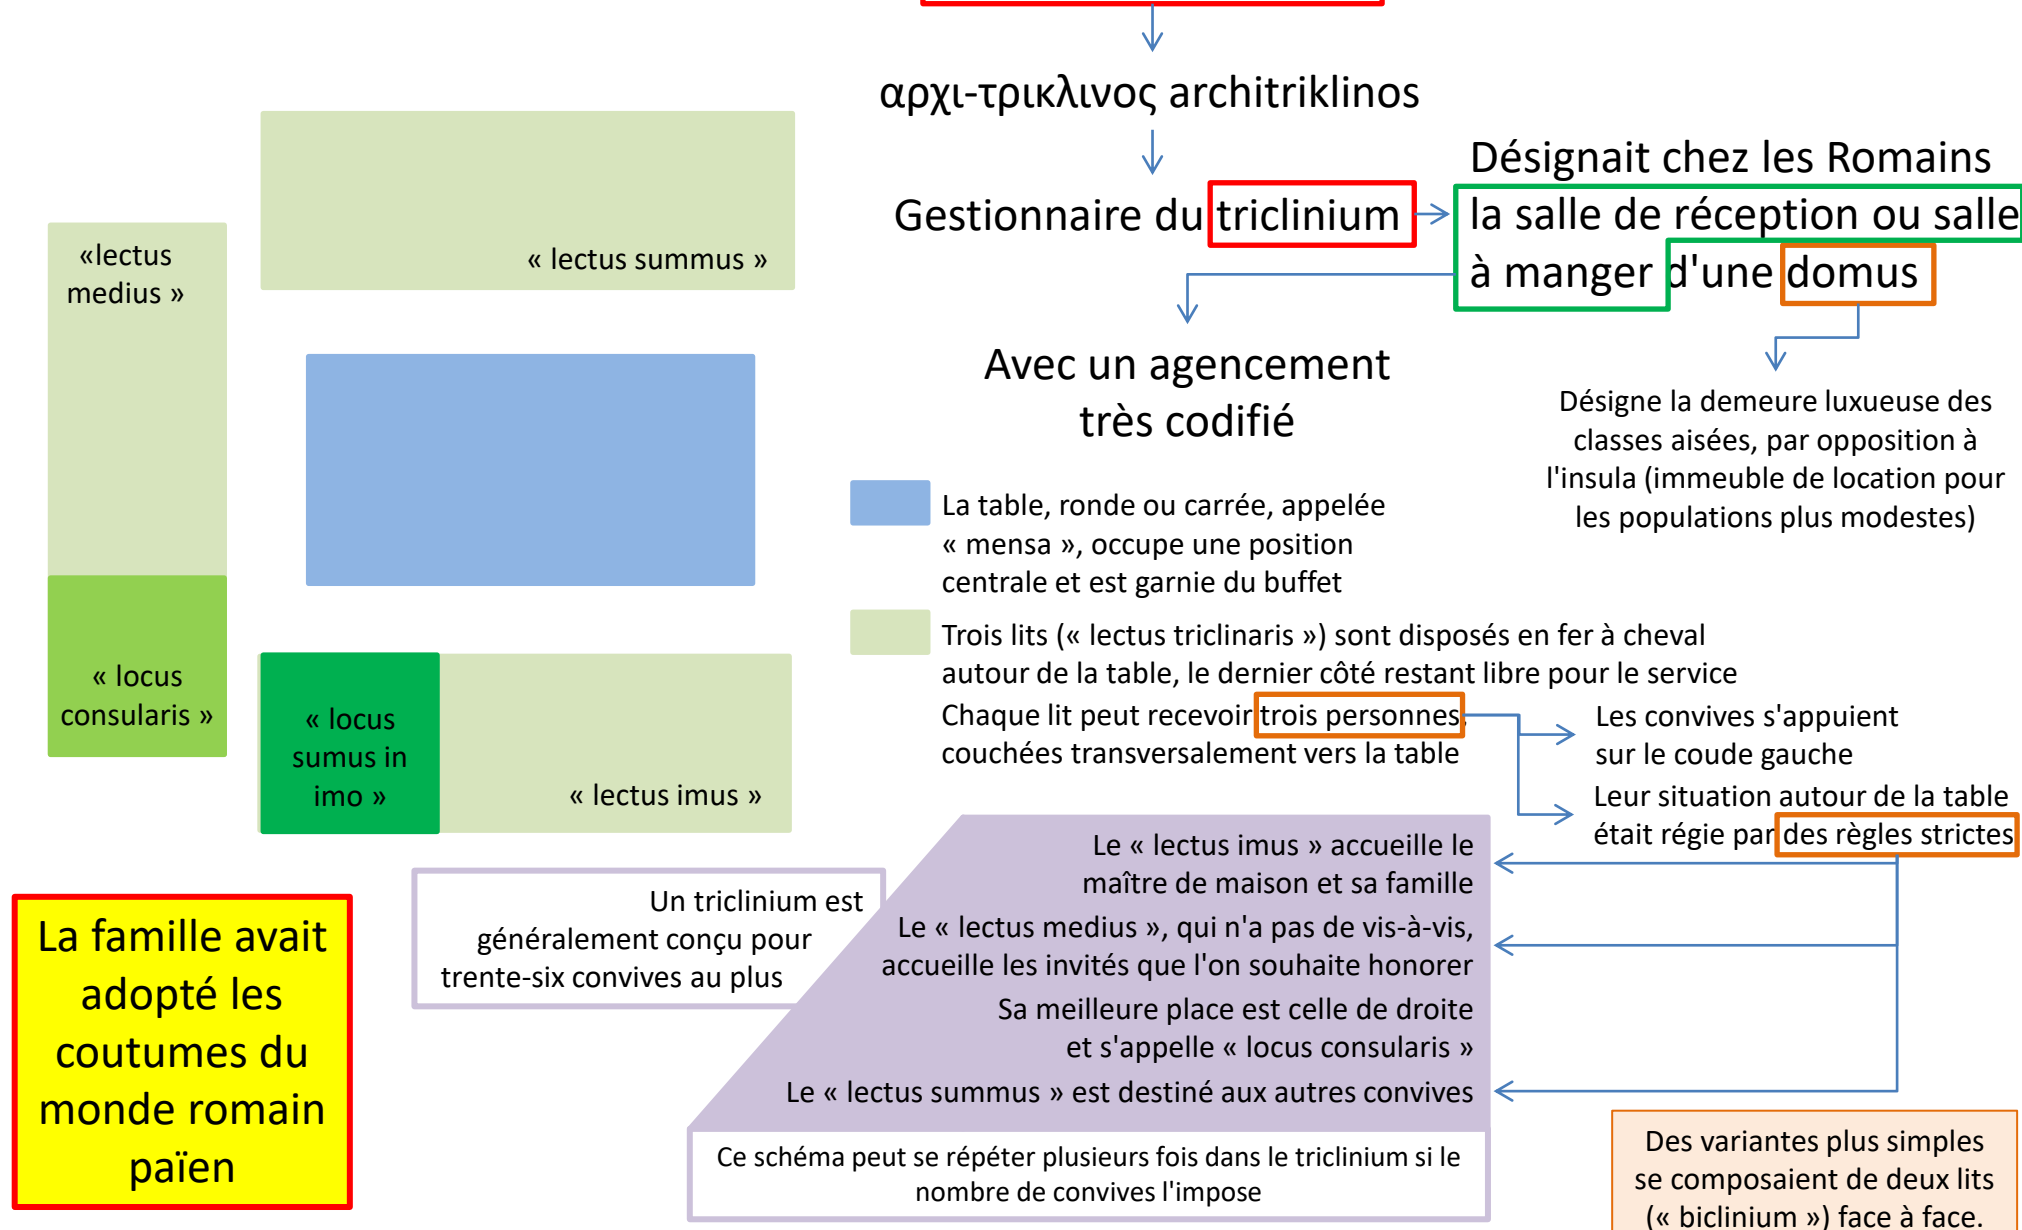 αρχι-τρικλινος architriklinos
Gestionnaire du triclinium
Désignait chez les Romains
la salle de réception ou salle
à manger d'une domus
«lectus
medius »
« lectus summus »
Avec un agencement
très codifié
Désigne la demeure luxueuse des
classes aisées, par opposition à
l'insula (immeuble de location pour
les populations plus modestes)
La table, ronde ou carrée, appelée
« mensa », occupe une position
centrale et est garnie du buffet
Trois lits (« lectus triclinaris ») sont disposés en fer à cheval
autour de la table, le dernier côté restant libre pour le service
Chaque lit peut recevoir trois personnes,
couchées transversalement vers la table
Les convives s'appuient
sur le coude gauche
Leur situation autour de la table
était régie par des règles strictes
« locus
consularis »
« locus
sumus in
imo »
« lectus imus »
Le « lectus imus » accueille le
maître de maison et sa famille
Le « lectus medius », qui n'a pas de vis-à-vis,
accueille les invités que l'on souhaite honorer
Sa meilleure place est celle de droite
et s'appelle « locus consularis »
Le « lectus summus » est destiné aux autres convives
Un triclinium est
généralement conçu pour
trente-six convives au plus
La famille avait
adopté les
coutumes du
monde romain
païen
Ce schéma peut se répéter plusieurs fois dans le triclinium si le
nombre de convives l'impose
Des variantes plus simples
se composaient de deux lits
(« biclinium ») face à face.